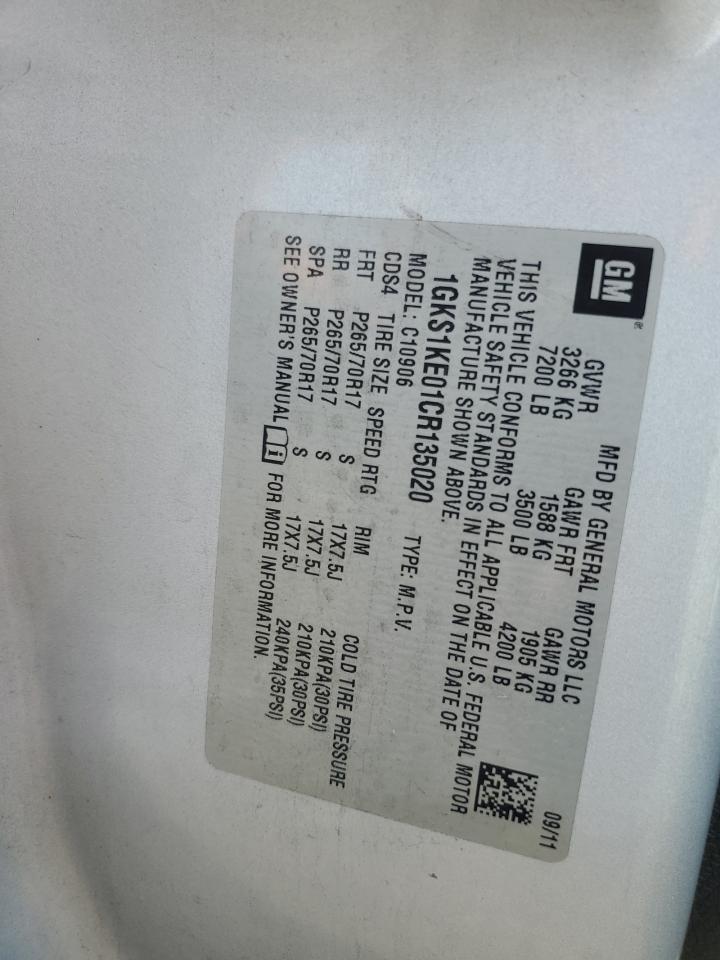 GM®
MFD BY GENERAL MOTORS LLC 09/11
GVWR GAWR FRT GAWR RR
3266 KG 1588 KG 1905 KG
7200 LB 3500 LB 4200 LB
THIS VEHICLE CONFORMS TO ALL APPLICABLE U.S. FEDERAL MOTOR
VEHICLE SAFETY STANDARDS IN EFFECT ON THE DATE OF
MANUFACTURE SHOWN ABOVE.
1GKS1KE01CR135020
MODEL: C10906 TYPE: M.P.V.
CDS4 TIRE SIZE SPEED RTG RIM COLD TIRE PRESSURE
FRT P265/70R17 S 17X7.5J 210KPA(30PSI)
RR P265/70R17 S 17X7.5J 210KPA(30PSI)
SPA P265/70R17 S 17X7.5J 240KPA(35PSI)
SEE OWNER'S MANUAL i FOR MORE INFORMATION.